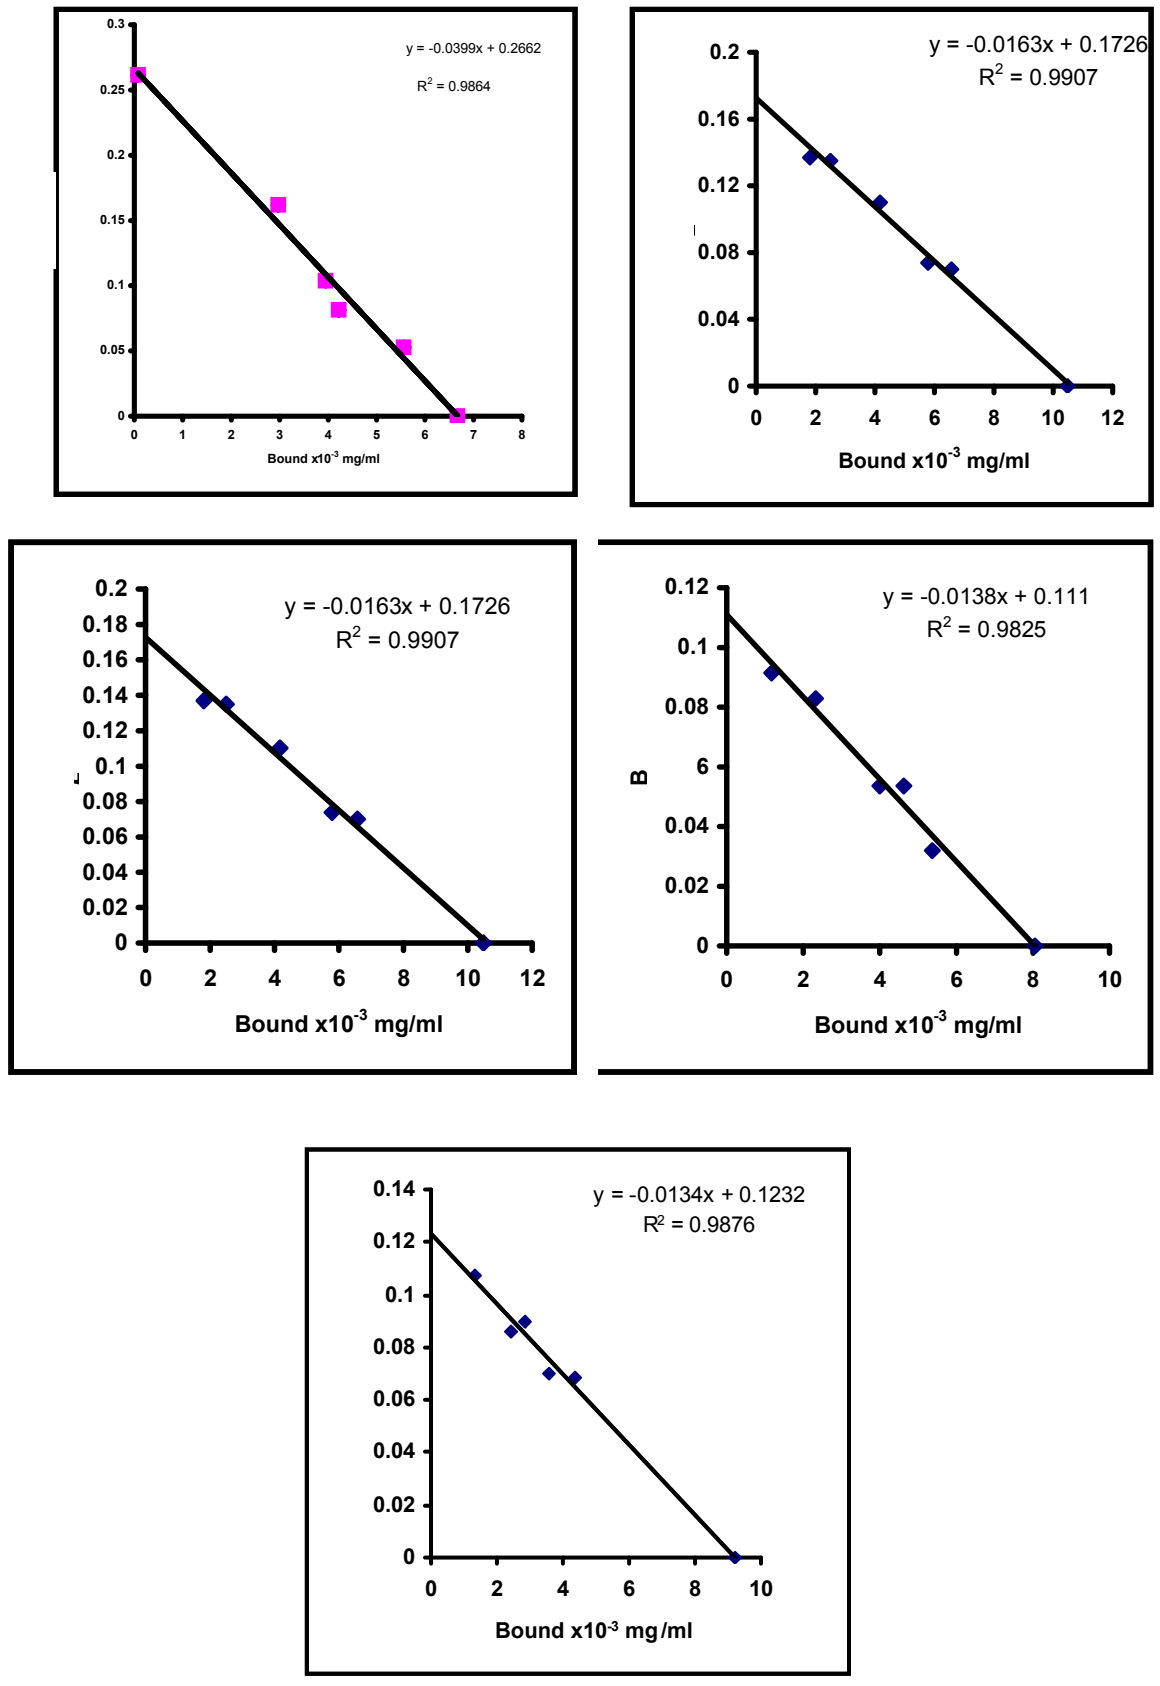 0.3
y = -0.0399x + 0.2662
R² = 0.9864
0.25
0.2
0.15
0.1
0.05
0
0 1 2 3 4 5 6 7 8
Bound x10⁻³ mg/ml
y = -0.0163x + 0.1726
R² = 0.9907
0.2
0.16
0.12
0.08
0.04
0
0 2 4 6 8 10 12
Bound x10⁻³ mg/ml
y = -0.0163x + 0.1726
R² = 0.9907
0.2
0.18
0.16
0.14
0.12
0.1
0.08
0.06
0.04
0.02
0
0 2 4 6 8 10 12
Bound x10⁻³ mg/ml
y = -0.0138x + 0.111
R² = 0.9825
0.12
0.1
0.08
6
0.04
0.02
0
B
0 2 4 6 8 10
Bound x10⁻³ mg/ml
y = -0.0134x + 0.1232
R² = 0.9876
0.14
0.12
0.1
0.08
0.06
0.04
0.02
0
0 2 4 6 8 10
Bound x10⁻³ mg/ml